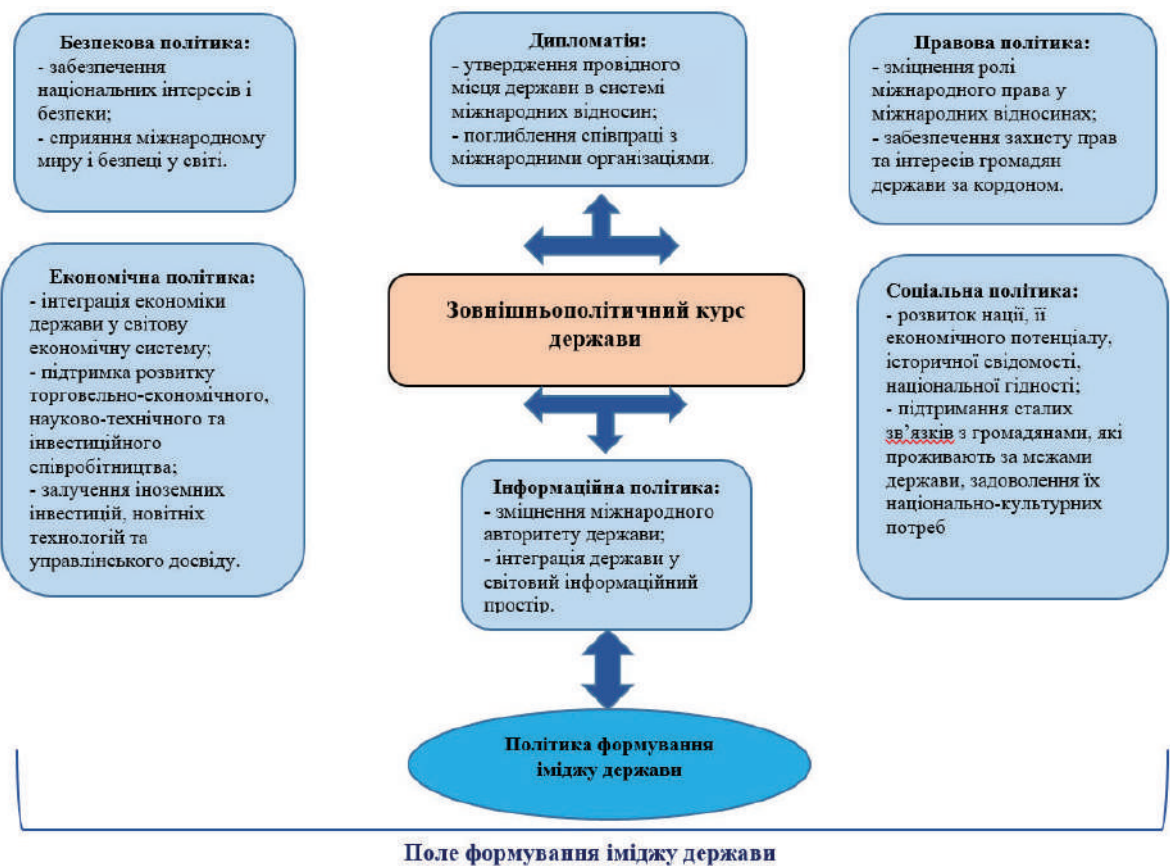 Безпекова політика:
- забезпечення
національних інтересів і
безпеки;
- сприяння міжнародному
миру і безпеці у світі.
Дипломатія:
- утвердження провідного
місця держави в системі
міжнародних відносин;
- поглиблення співпраці з
міжнародними організаціями.
Правова політика:
- зміцнення ролі
міжнародного права у
міжнародних відносинах;
- забезпечення захисту прав
та інтересів громадян
держави за кордоном.
Економічна політика:
- інтеграція економіки
держави у світову
економічну систему;
- підтримка розвитку
торговельно-економічного,
науково-технічного та
інвестиційного
співробітництва;
- залучення іноземних
інвестицій, новітніх
технологій та
управлінського досвіду.
Зовнішньополітичний курс
держави
Соціальна політика:
- розвиток нації, її
економічного потенціалу,
історичної свідомості,
національної гідності;
- підтримання сталих
зв’язків з громадянами, які
проживають за межами
держави, задоволення їх
національно-культурних
потреб
Інформаційна політика:
- зміцнення міжнародного
авторитету держави;
- інтеграція держави у
світовий інформаційний
простір.
Політика формування
іміджу держави
Поле формування іміджу держави